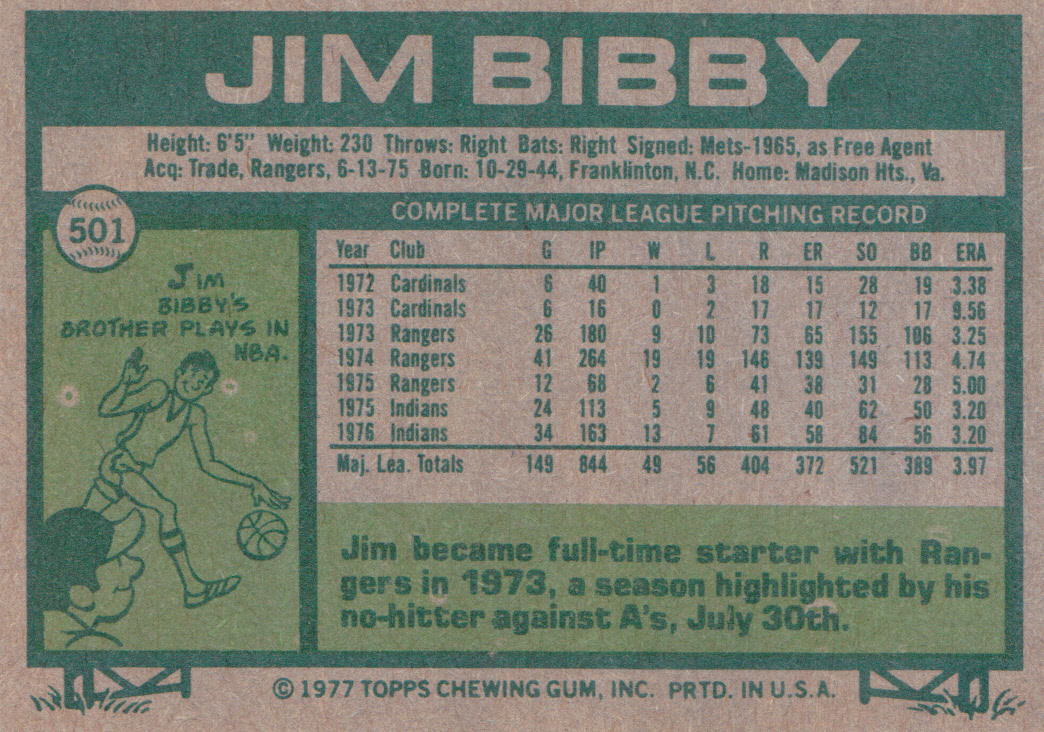 JIM BIBBY
Height: 6'5" Weight: 230 Throws: Right Bats: Right Signed: Mets-1965, as Free Agent
Acq: Trade, Rangers, 6-13-75 Born: 10-29-44, Franklinton, N.C. Home: Madison Hts., Va.
501
JIM
BIBBY'S
BROTHER PLAYS IN
NBA.
COMPLETE MAJOR LEAGUE PITCHING RECORD
Year Club G IP W L R ER SO BB ERA
1972 Cardinals 6 40 1 3 18 15 28 19 3.38
1973 Cardinals 6 16 0 2 17 17 12 17 9.56
1973 Rangers 26 180 9 10 73 65 155 106 3.25
1974 Rangers 41 264 19 19 146 139 149 113 4.74
1975 Rangers 12 68 2 6 41 38 31 28 5.00
1975 Indians 24 113 5 9 48 40 62 50 3.20
1976 Indians 34 163 13 7 61 58 84 56 3.20
Maj. Lea. Totals 149 844 49 56 404 372 521 389 3.97
Jim became full-time starter with Ran-
gers in 1973, a season highlighted by his
no-hitter against A's, July 30th.
© 1977 TOPPS CHEWING GUM, INC. PRTD. IN U.S.A.